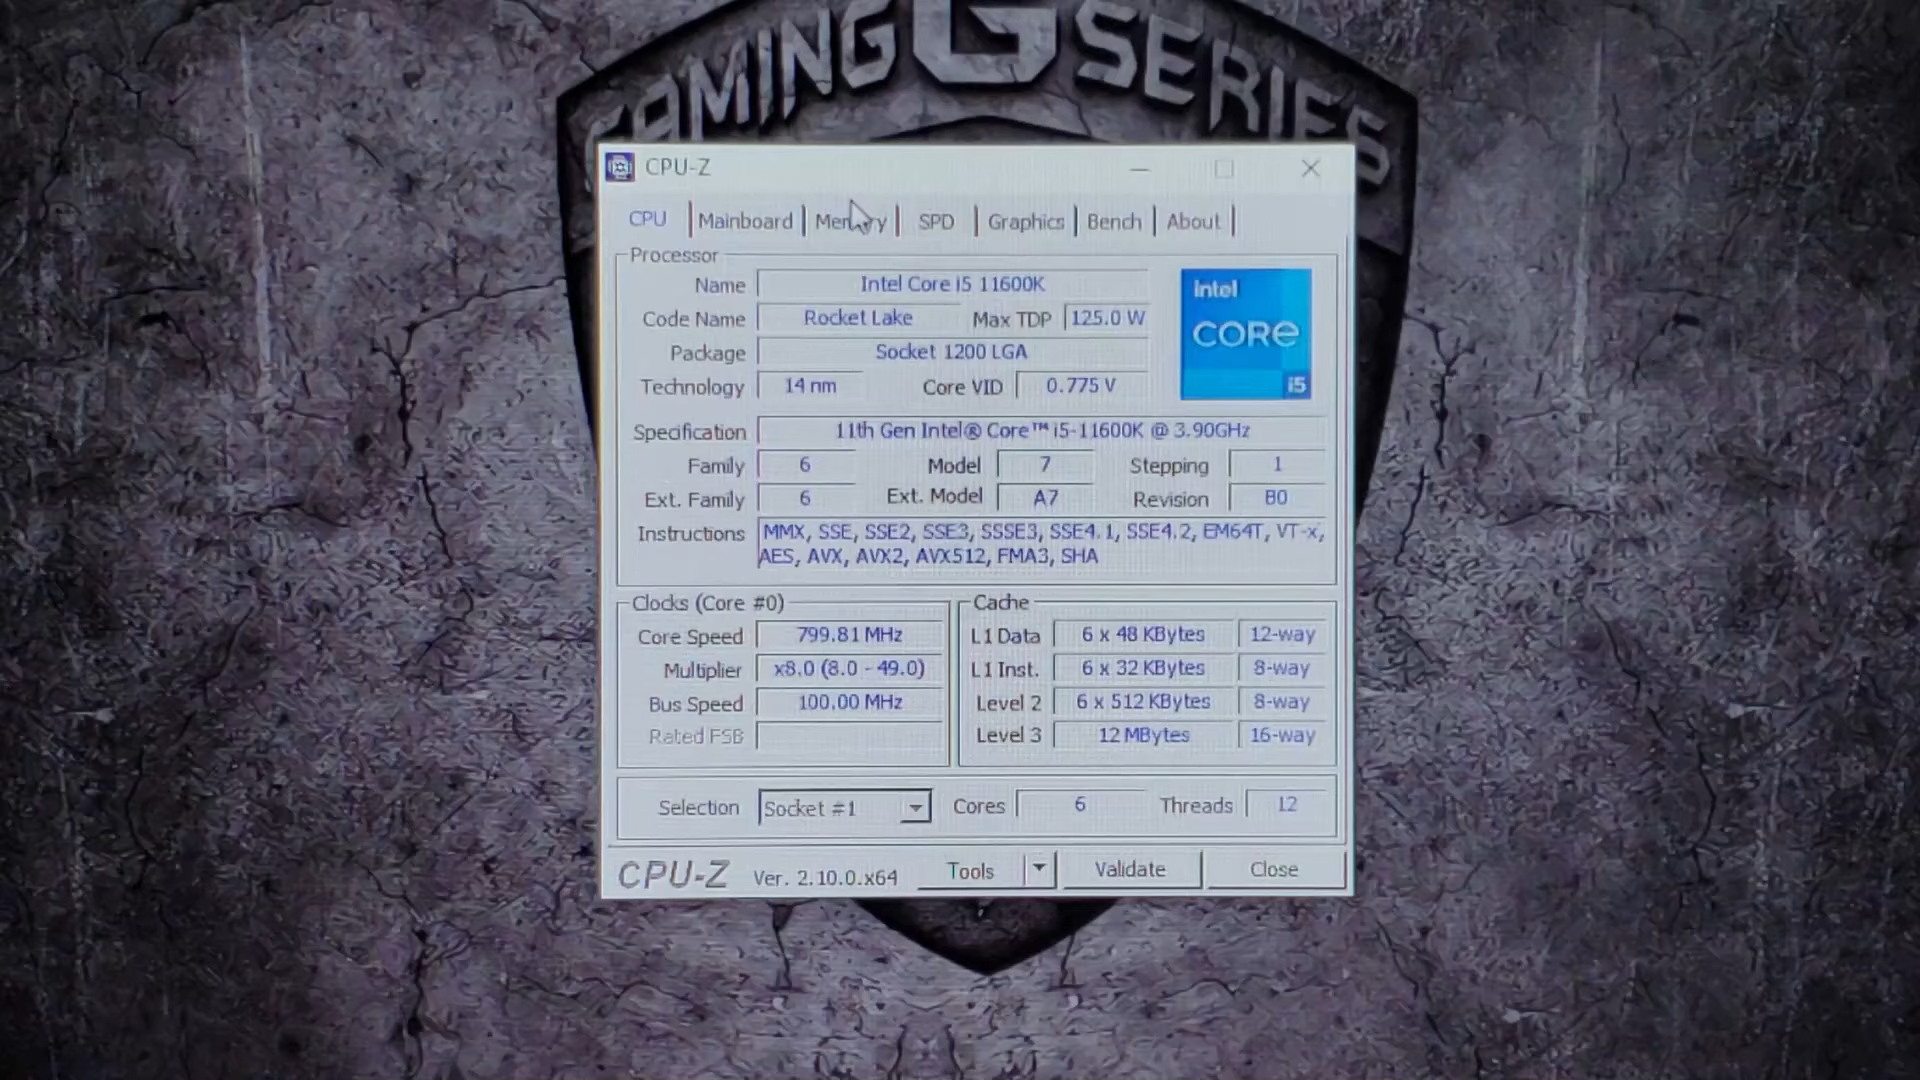 GAMING G SERIES
CPU-Z
CPU Mainboard Memory SPD Graphics Bench About
Processor
Name Intel Core i5 11600K
Code Name Rocket Lake Max TDP 125.0 W
Package Socket 1200 LGA
Technology 14 nm Core VID 0.775 V
intel
CORe
i5
Specification 11th Gen Intel® Core™ i5-11600K @ 3.90GHz
Family 6 Model 7 Stepping 1
Ext. Family 6 Ext. Model A7 Revision B0
Instructions MMX, SSE, SSE2, SSE3, SSSE3, SSE4.1, SSE4.2, EM64T, VT-x,
AES, AVX, AVX2, AVX512, FMA3, SHA
Clocks (Core #0)
Core Speed 799.81 MHz
Multiplier x8.0 (8.0 - 49.0)
Bus Speed 100.00 MHz
Rated FSB
Cache
L1 Data 6 x 48 KBytes 12-way
L1 Inst. 6 x 32 KBytes 8-way
Level 2 6 x 512 KBytes 8-way
Level 3 12 MBytes 16-way
Selection Socket #1 Cores 6 Threads 12
CPU-Z Ver. 2.10.0.x64 Tools Validate Close